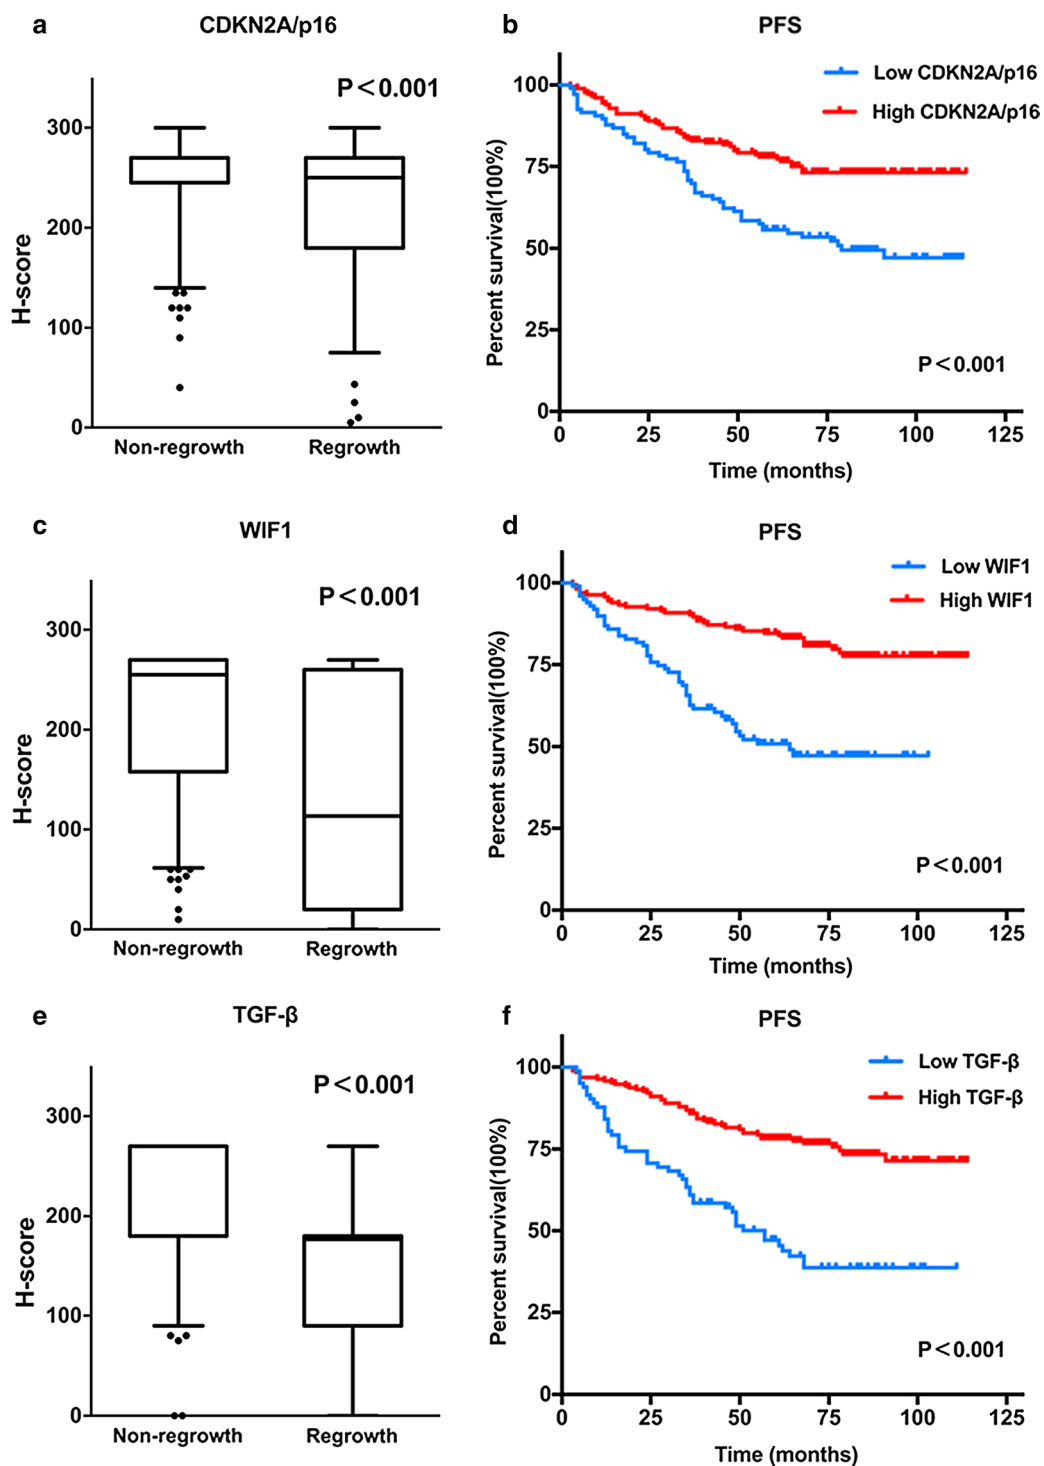 a
CDKN2A/p16
P<0.001
H-score
300
200
100
0
Non-regrowth
Regrowth
b
PFS
Low CDKN2A/p16
High CDKN2A/p16
Percent survival(100%)
100
75
50
25
0
P<0.001
0 25 50 75 100 125
Time (months)
c
WIF1
P<0.001
H-score
300
200
100
0
Non-regrowth
Regrowth
d
PFS
Low WIF1
High WIF1
Percent survival(100%)
100
75
50
25
0
P<0.001
0 25 50 75 100 125
Time (months)
e
TGF-β
P<0.001
H-score
300
200
100
0
Non-regrowth
Regrowth
f
PFS
Low TGF-β
High TGF-β
Percent survival(100%)
100
75
50
25
0
P<0.001
0 25 50 75 100 125
Time (months)